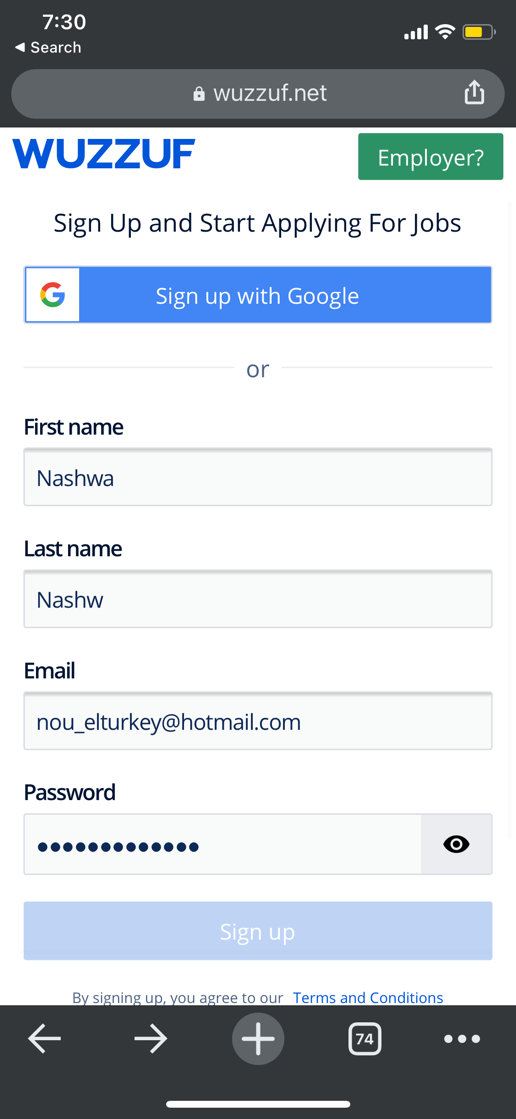 7:30
Search
wuzzuf.net
WUZZUF
Employer?
Sign Up and Start Applying For Jobs
Sign up with Google
or
First name
Nashwa
Last name
Nashw
Email
nou_elturkey@hotmail.com
Password
•••••••••••••
Sign up
By signing up, you agree to our Terms and Conditions
74